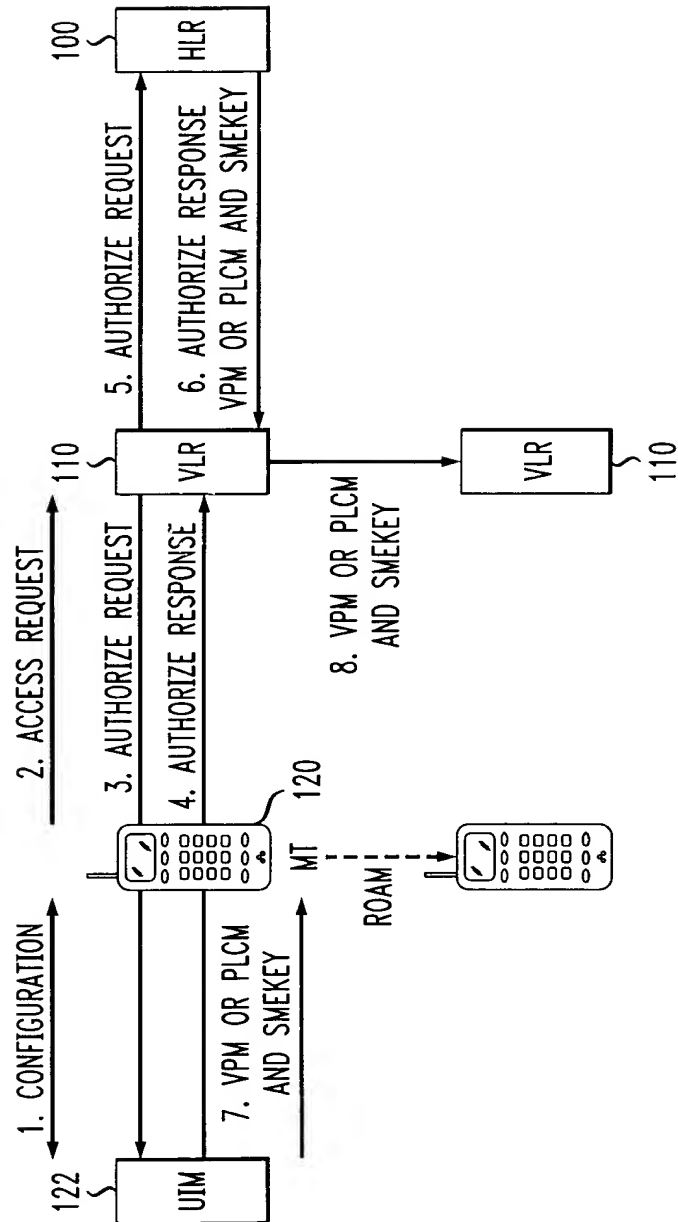 1. CONFIGURATION
2. ACCESS REQUEST
122
UIM
3. AUTHORIZE REQUEST
4. AUTHORIZE RESPONSE
110
VLR
5. AUTHORIZE REQUEST
6. AUTHORIZE RESPONSE
VPM OR PLCM AND SMEKEY
100
HLR
120
MT
7. VPM OR PLCM
AND SMEKEY
ROAM
8. VPM OR PLCM
AND SMEKEY
VLR
110